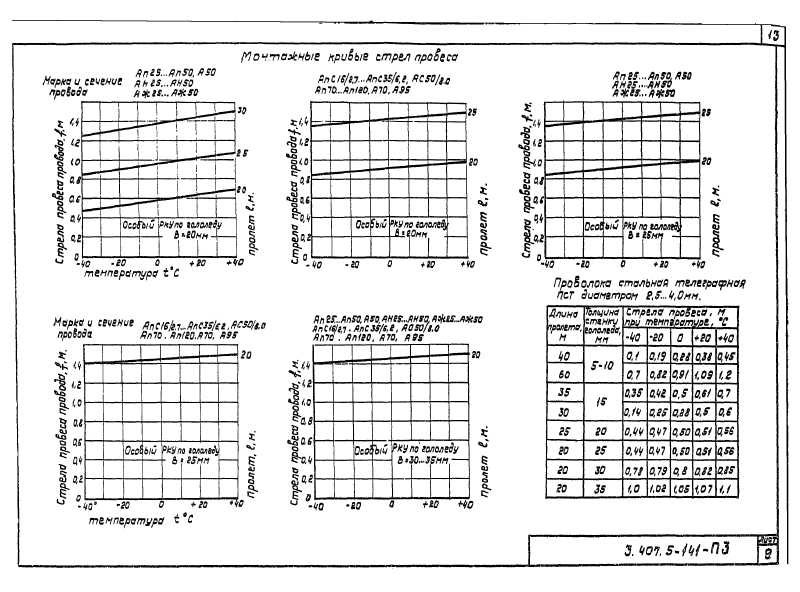 13
Монтажные кривые стрел провеса
Марка и сечение провода
Ап25...Ап50, А50
Ан25...АН50
АЖ25...АЖ50
Стрела провеса провода, f, м
1,4
1,2
1,0
0,8
0,6
0,4
0,2
0
30
25
20
Особый РКУ по гололеду
В=20мм
пролет ℓ, м.
-40 -20 0 +20 +40
температура t°С
АпС16/2,7...АпС35/6,2, АС50/8.0
Ап70...Ап120, А70, А95
Стрела провеса провода, f, м
1,4
1,2
1,0
0,8
0,6
0,4
0,2
0
25
20
Особый РКУ по гололеду
В=20мм
пролет ℓ, м.
-40 -20 0 +20 +40
Ап25...Ап50, А50
АН25...АН50
АЖ25...АЖ50
Стрела провеса провода, f, м
1,4
1,2
1,0
0,8
0,6
0,4
0,2
0
25
20
Особый РКУ по гололеду
В=25мм
пролет ℓ, м.
-40 -20 0 +20 +40
Марка и сечение провода
АпС16/2,7...АпС35/6,2, АС50/8.0
Ап70. Ап120, А70, А95
Стрела провеса провода, f, м
1,4
1,2
1,0
0,8
0,6
0,4
0,2
0
20
Особый РКУ по гололеду
В=25мм
пролет ℓ, м.
-40° -20 0 +20 +40
температура t°С
Ап25...Ап50, А50, АН25...АН50, АЖ25...АЖ50
АпС16/2,7. АпС35/6,2, АС50/8.0
Ап70. Ап120, А70, А95
Стрела провеса провода, f, м
1,4
1,2
1,0
0,8
0,6
0,4
0,2
0
20
Особый РКУ по гололеду
В=30...35мм
пролет ℓ, м.
-40 -20 0 +20 +40
Проволока стальная телеграфная
Пст диаметром 2,5...4,0мм.
Длина пролета, м
Толщина стенки гололеда, мм
Стрела провеса, м
при температуре, °С
-40 -20 0 +20 +40
40 5-10 0,1 0,19 0,28 0,38 0,45
60 0,7 0,82 0,91 1,09 1,2
35 15 0,35 0,42 0,5 0,61 0,7
30 0,14 0,25 0,28 0,5 0,6
25 20 0,44 0,47 0,50 0,51 0,56
20 25 0,44 0,47 0,50 0,51 0,56
20 30 0,78 0,79 0,8 0,82 0,85
20 35 1,0 1,02 1,05 1,07 1,1
3.407.5-141-ПЗ
Лист
8